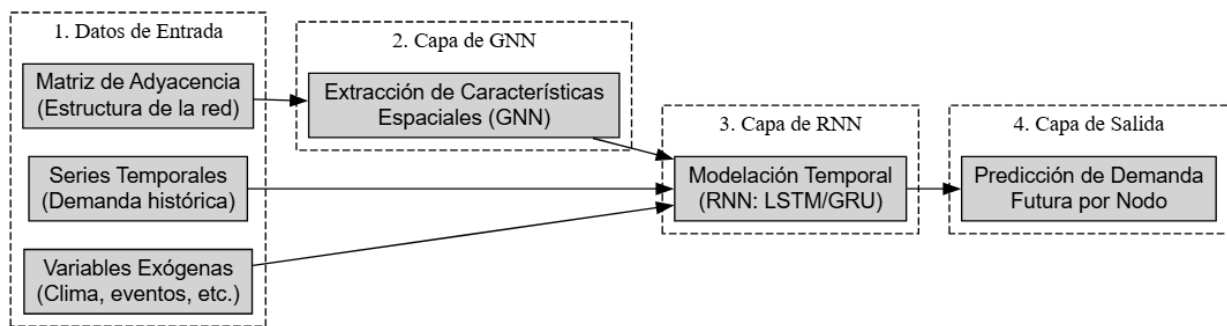 1. Datos de Entrada
Matriz de Adyacencia
(Estructura de la red)
Series Temporales
(Demanda histórica)
Variables Exógenas
(Clima, eventos, etc.)
2. Capa de GNN
Extracción de Características
Espaciales (GNN)
3. Capa de RNN
Modelación Temporal
(RNN: LSTM/GRU)
4. Capa de Salida
Predicción de Demanda
Futura por Nodo